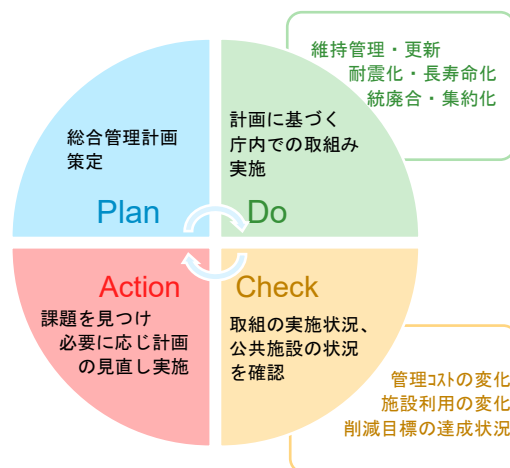 維持管理・更新
耐震化・長寿命化
統廃合・集約化
総合管理計画
策定
Plan
計画に基づく
庁内での取組み
実施
Do
Action
課題を見つけ
必要に応じ計画
の見直し実施
Check
取組の実施状況、
公共施設の状況
を確認
管理ｺｽﾄの変化
施設利用の変化
削減目標の達成状況